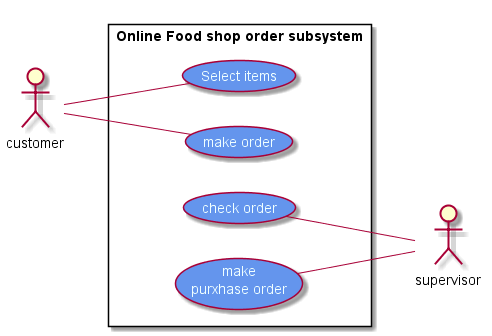 Online Food shop order subsystem
Select items
customer
make order
check order
make
purxhase order
supervisor